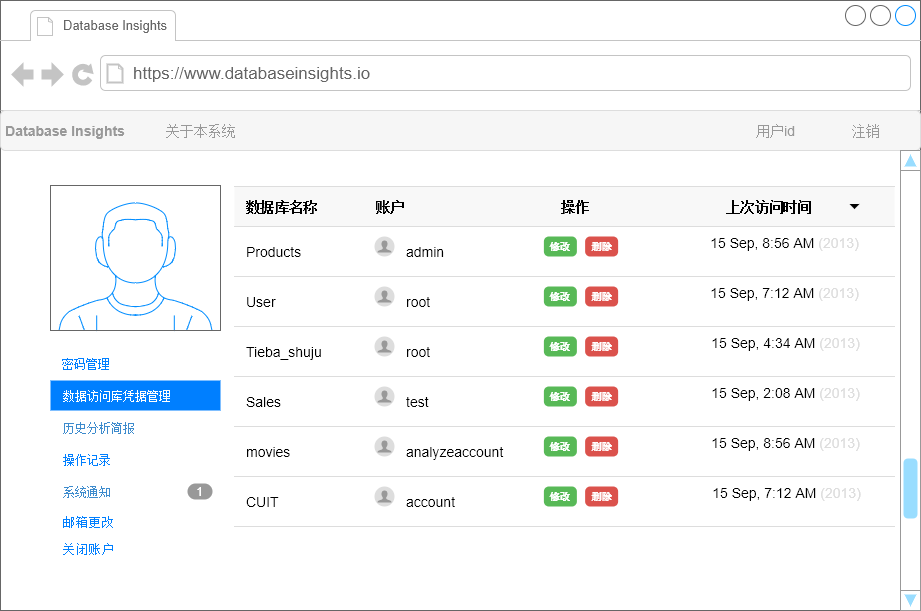 Database Insights
https://www.databaseinsights.io
Database Insights 关于本系统 用户id 注销
数据库名称 账户 操作 上次访问时间
Products admin 修改 删除 15 Sep, 8:56 AM (2013)
User root 修改 删除 15 Sep, 7:12 AM (2013)
Tieba_shuju root 修改 删除 15 Sep, 4:34 AM (2013)
Sales test 修改 删除 15 Sep, 2:08 AM (2013)
movies analyzeaccount 修改 删除 15 Sep, 8:56 AM (2013)
CUIT account 修改 删除 15 Sep, 7:12 AM (2013)
密码管理
数据访问库凭据管理
历史分析简报
操作记录
系统通知 1
邮箱更改
关闭账户